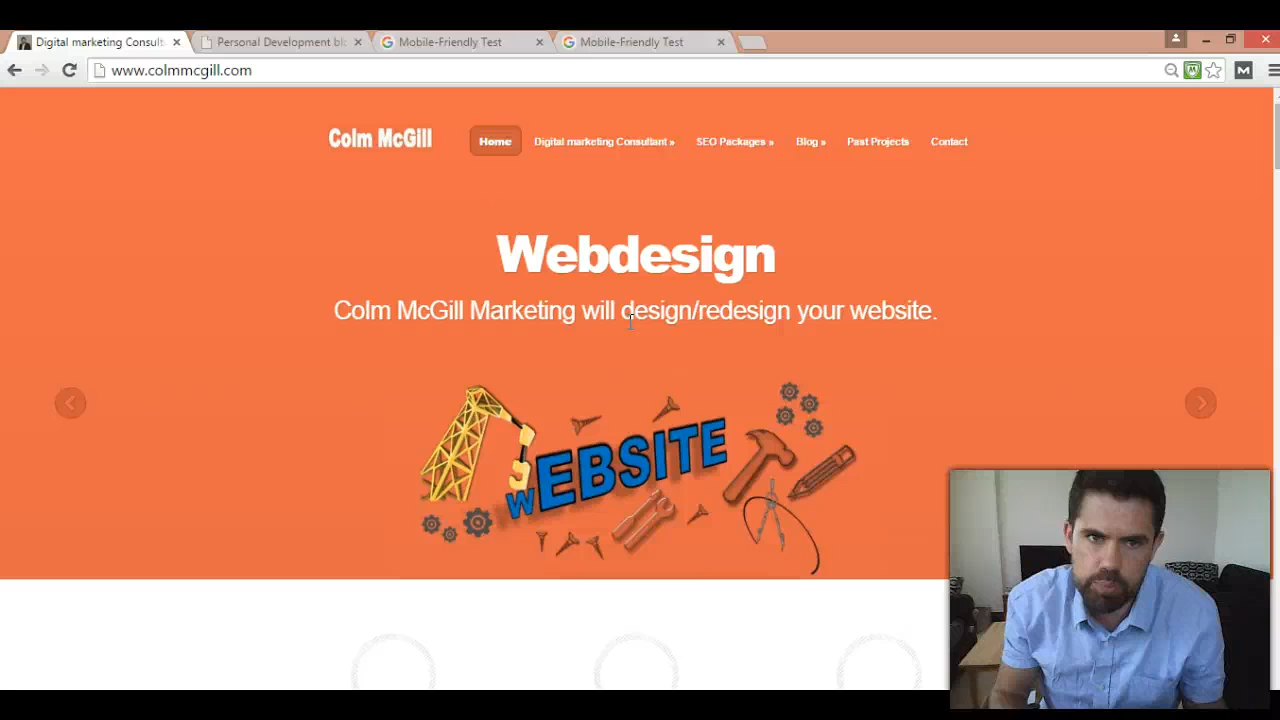 Digital marketing Consult
Personal Development blo
Mobile-Friendly Test
Mobile-Friendly Test
www.colmmcgill.com
M
Colm McGill
Home
Digital marketing Consultant »
SEO Packages »
Blog »
Past Projects
Contact
Webdesign
Colm McGill Marketing will design/redesign your website.
wEBSITE